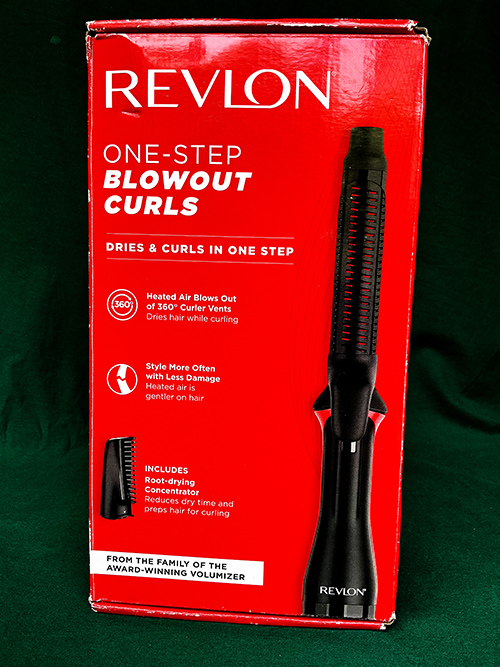 REVLON
ONE-STEP
BLOWOUT
CURLS
DRIES & CURLS IN ONE STEP
360°
Heated Air Blows Out
of 360° Curler Vents
Dries hair while curling
Style More Often
with Less Damage
Heated air is
gentler on hair
INCLUDES
Root-drying
Concentrator
Reduces dry time and
preps hair for curling
FROM THE FAMILY OF THE
AWARD-WINNING VOLUMIZER
REVLON